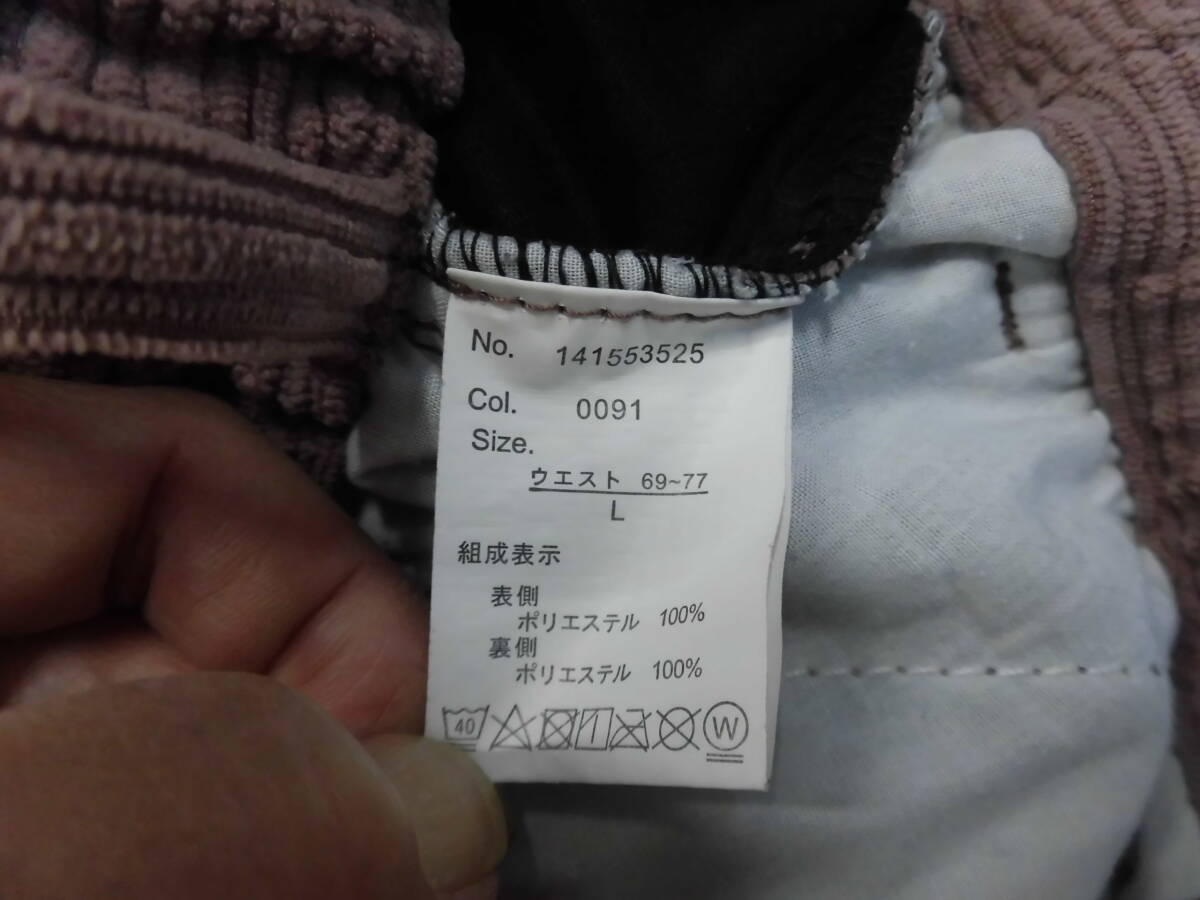 No. 141553525
Col. 0091
Size.
ウエスト 69~77
L
組成表示
表側
ポリエステル 100%
裏側
ポリエステル 100%
40
W